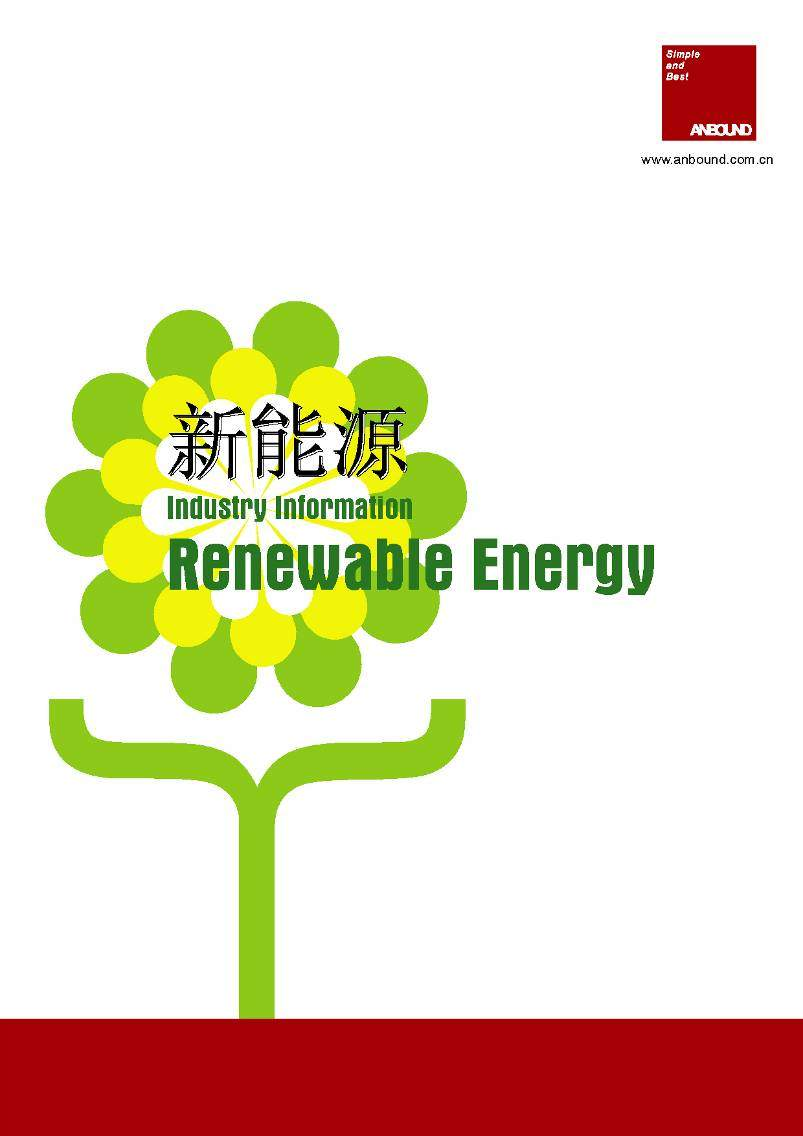 Simple
and
Best
ANBOUND
www.anbound.com.cn
新能源
Industry Information
Renewable Energy